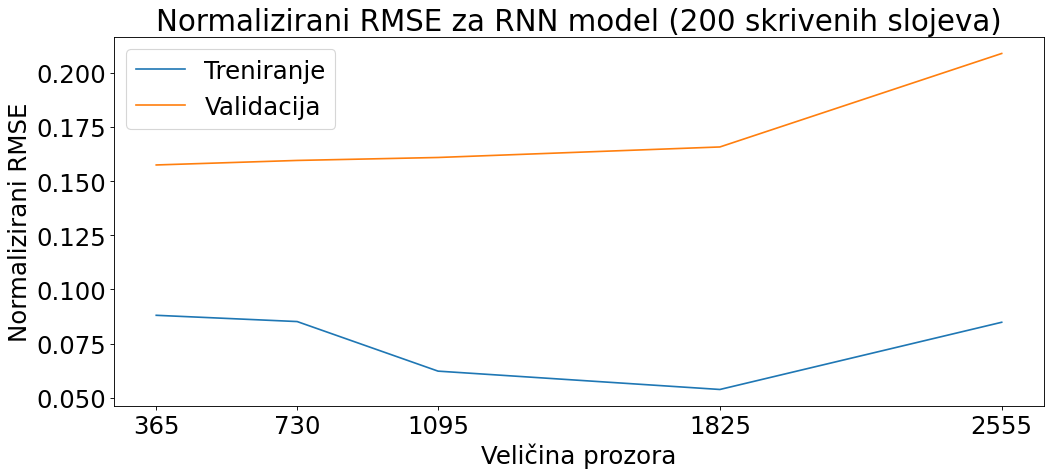 Normalizirani RMSE za RNN model (200 skrivenih slojeva)
Treniranje
Validacija
Normalizirani RMSE
0.200
0.175
0.150
0.125
0.100
0.075
0.050
365 730 1095 1825 2555
Veličina prozora